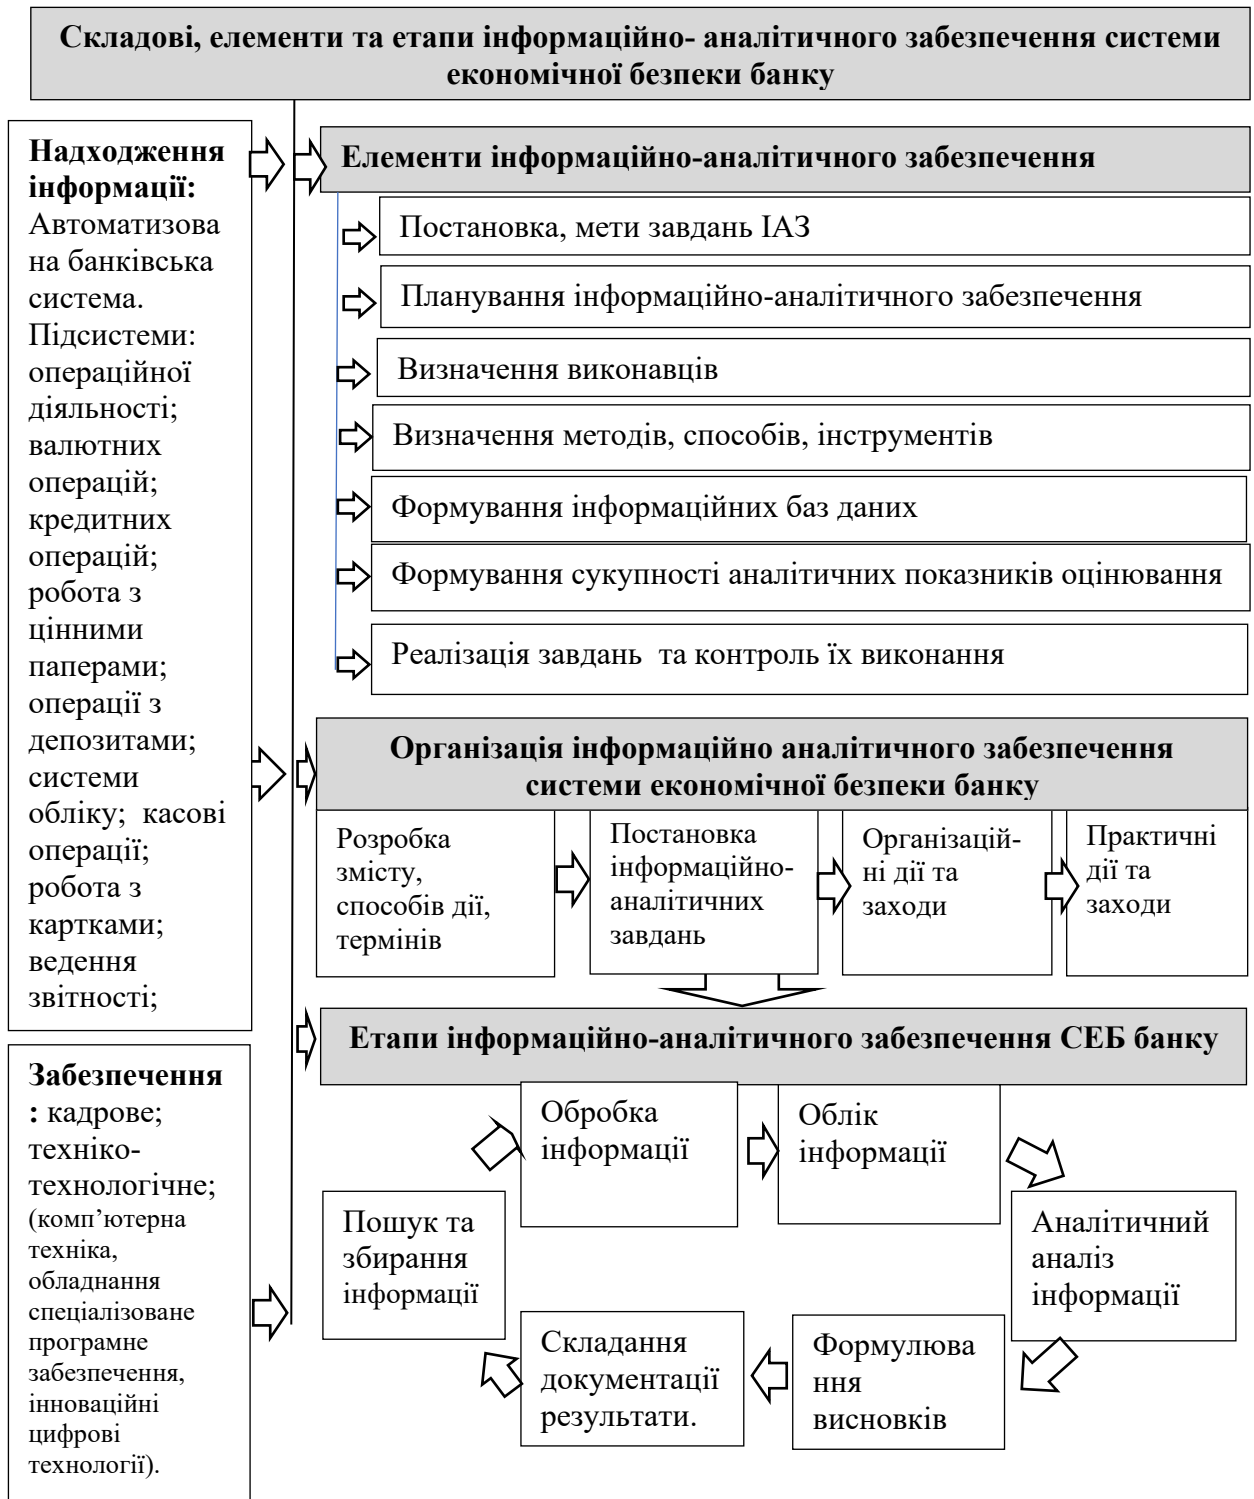 Складові, елементи та етапи інформаційно- аналітичного забезпечення системи
економічної безпеки банку
Надходження
інформації:
Автоматизова
на банківська
система.
Підсистеми:
операційної
діяльності;
валютних
операцій;
кредитних
операцій;
робота з
цінними
паперами;
операції з
депозитами;
системи
обліку;  касові
операції;
робота з
картками;
ведення
звітності;
Забезпечення
: кадрове;
техніко-
технологічне;
(комп’ютерна
техніка,
обладнання
спеціалізоване
програмне
забезпечення,
інноваційні
цифрові
технології).
Елементи інформаційно-аналітичного забезпечення
Постановка, мети завдань ІАЗ
Планування інформаційно-аналітичного забезпечення
Визначення виконавців
Визначення методів, способів, інструментів
Формування інформаційних баз даних
Формування сукупності аналітичних показників оцінювання
Реалізація завдань  та контроль їх виконання
Організація інформаційно аналітичного забезпечення
системи економічної безпеки банку
Розробка
змісту,
способів дії,
термінів
Постановка
інформаційно-
аналітичних
завдань
Організацій-
ні дії та
заходи
Практичні
дії та
заходи
Етапи інформаційно-аналітичного забезпечення СЕБ банку
Пошук та
збирання
інформації
Обробка
інформації
Облік
інформації
Аналітичний
аналіз
інформації
Формулюва
ння
висновків
Складання
документації
результати.